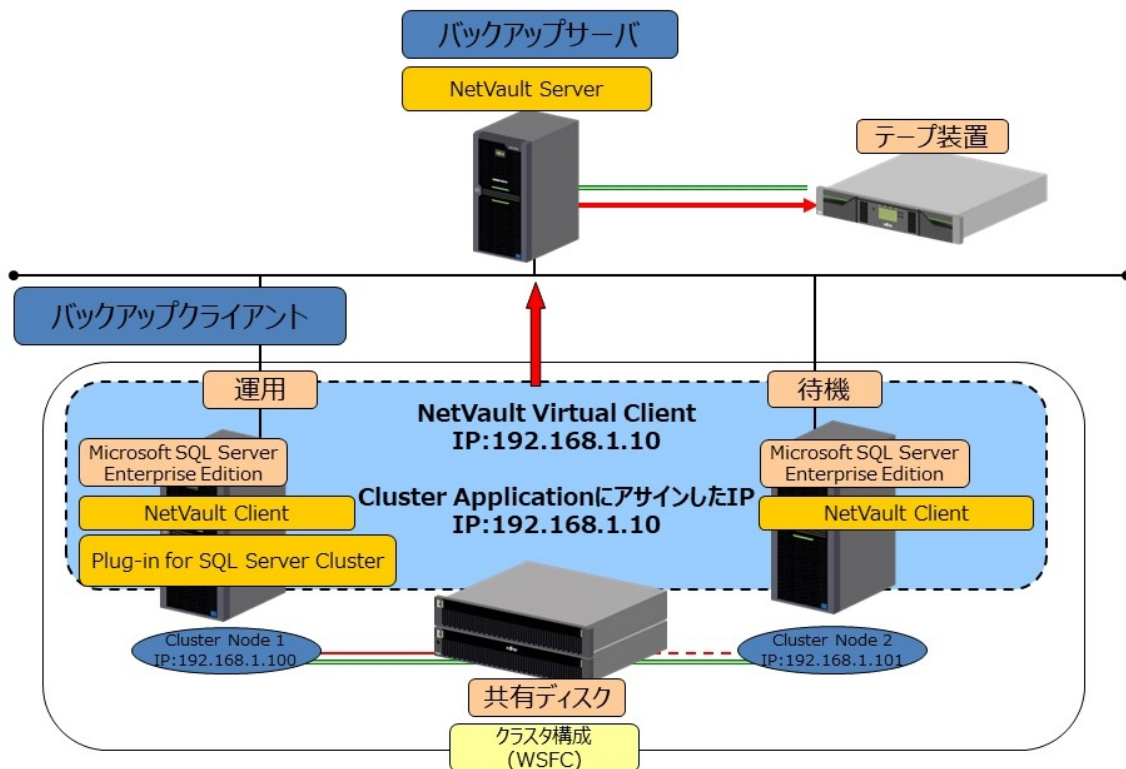 バックアップサーバ
NetVault Server
テープ装置
バックアップクライアント
運用
待機
NetVault Virtual Client
IP:192.168.1.10
Microsoft SQL Server
Enterprise Edition
Microsoft SQL Server
Enterprise Edition
Cluster ApplicationにアサインしたIP
IP:192.168.1.10
NetVault Client
NetVault Client
Plug-in for SQL Server Cluster
Cluster Node 1
IP:192.168.1.100
Cluster Node 2
IP:192.168.1.101
共有ディスク
クラスタ構成
(WSFC)